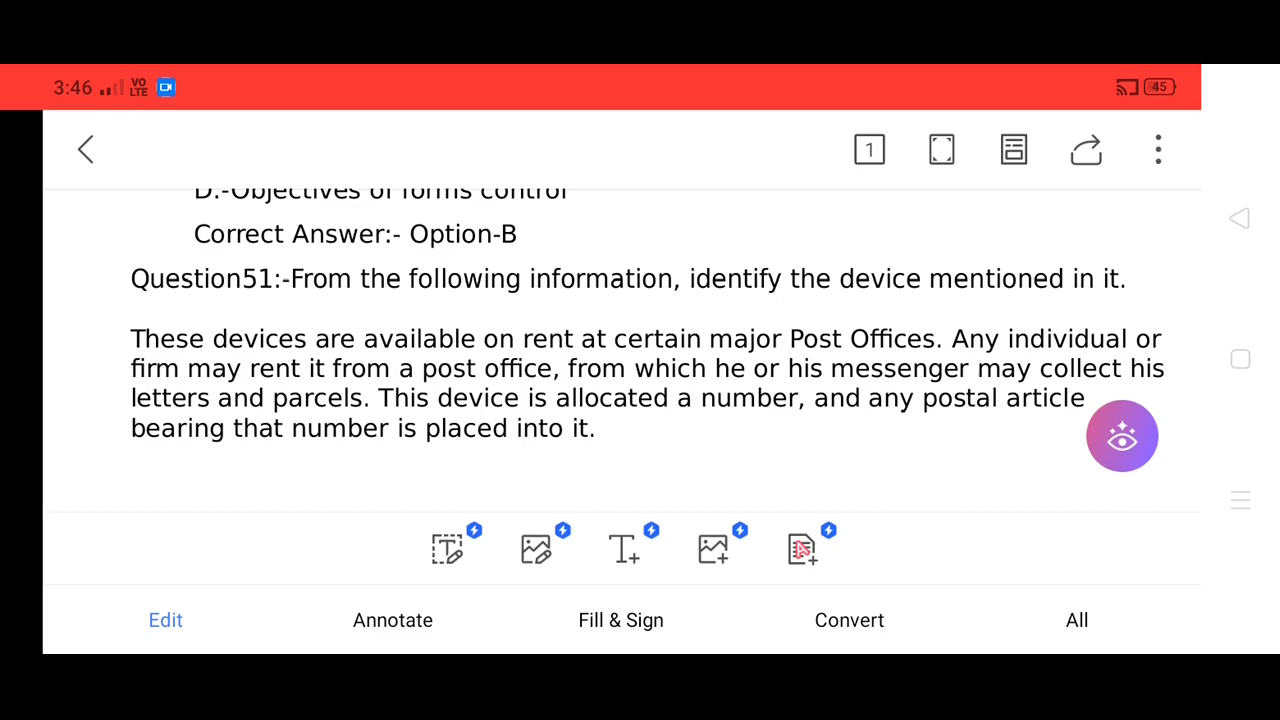 3:46 VO LTE 45
1
D.-Objectives of forms control
Correct Answer:- Option-B
Question51:-From the following information, identify the device mentioned in it.
These devices are available on rent at certain major Post Offices. Any individual or
firm may rent it from a post office, from which he or his messenger may collect his
letters and parcels. This device is allocated a number, and any postal article
bearing that number is placed into it.
Edit Annotate Fill & Sign Convert All